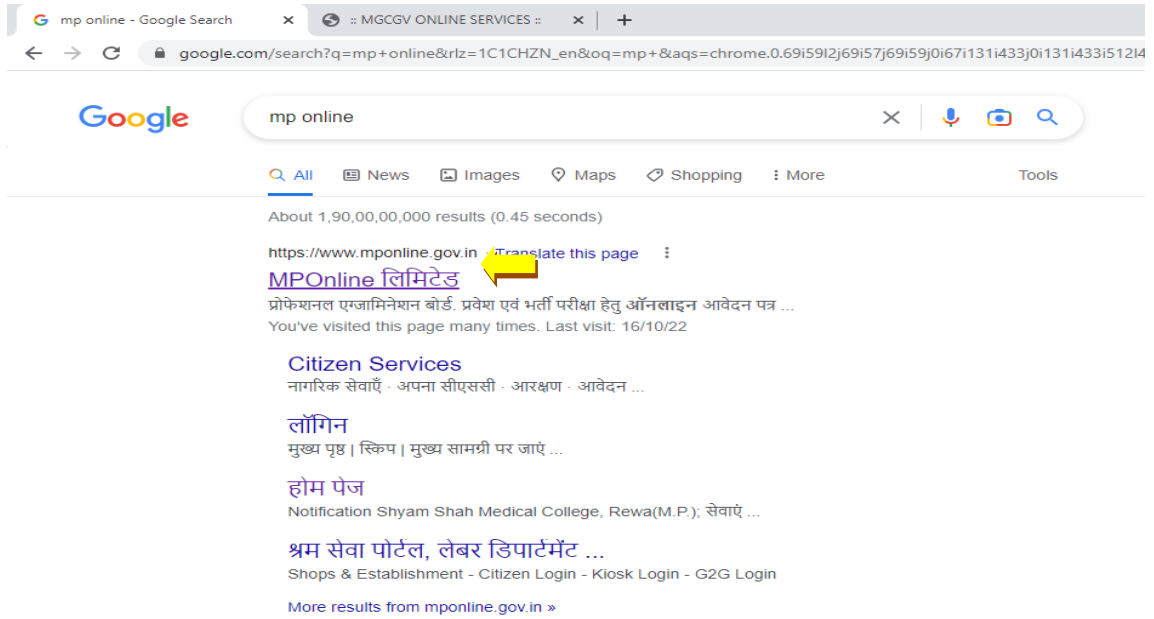 mp online - Google Search × :: MGCGV ONLINE SERVICES :: × +
google.com/search?q=mp+online&rlz=1C1CHZN_en&oq=mp+&aqs=chrome.0.69i59l2j69i57j69i59j0i67i131i433j0i131i433i512l4
Google mp online
All News Images Maps Shopping More Tools
About 1,90,00,00,000 results (0.45 seconds)
https://www.mponline.gov.in · Translate this page
MPOnline लिमिटेड
प्रोफेशनल एग्जामिनेशन बोर्ड. प्रवेश एवं भर्ती परीक्षा हेतु ऑनलाइन आवेदन पत्र ...
You've visited this page many times. Last visit: 16/10/22
Citizen Services
नागरिक सेवाएँ · अपना सीएससी · आरक्षण · आवेदन ...
लॉगिन
मुख्य पृष्ठ | स्किप | मुख्य सामग्री पर जाएं ...
होम पेज
Notification Shyam Shah Medical College, Rewa(M.P.); सेवाएं ...
श्रम सेवा पोर्टल, लेबर डिपार्टमेंट ...
Shops & Establishment - Citizen Login - Kiosk Login - G2G Login
More results from mponline.gov.in »